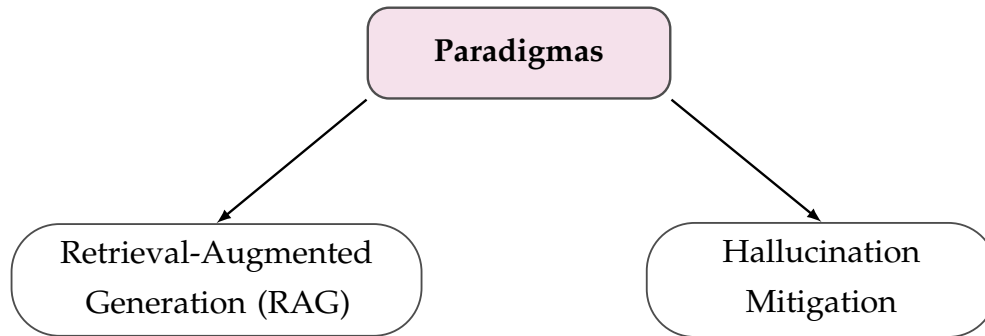 Paradigmas
Retrieval-Augmented
Generation (RAG)
Hallucination
Mitigation